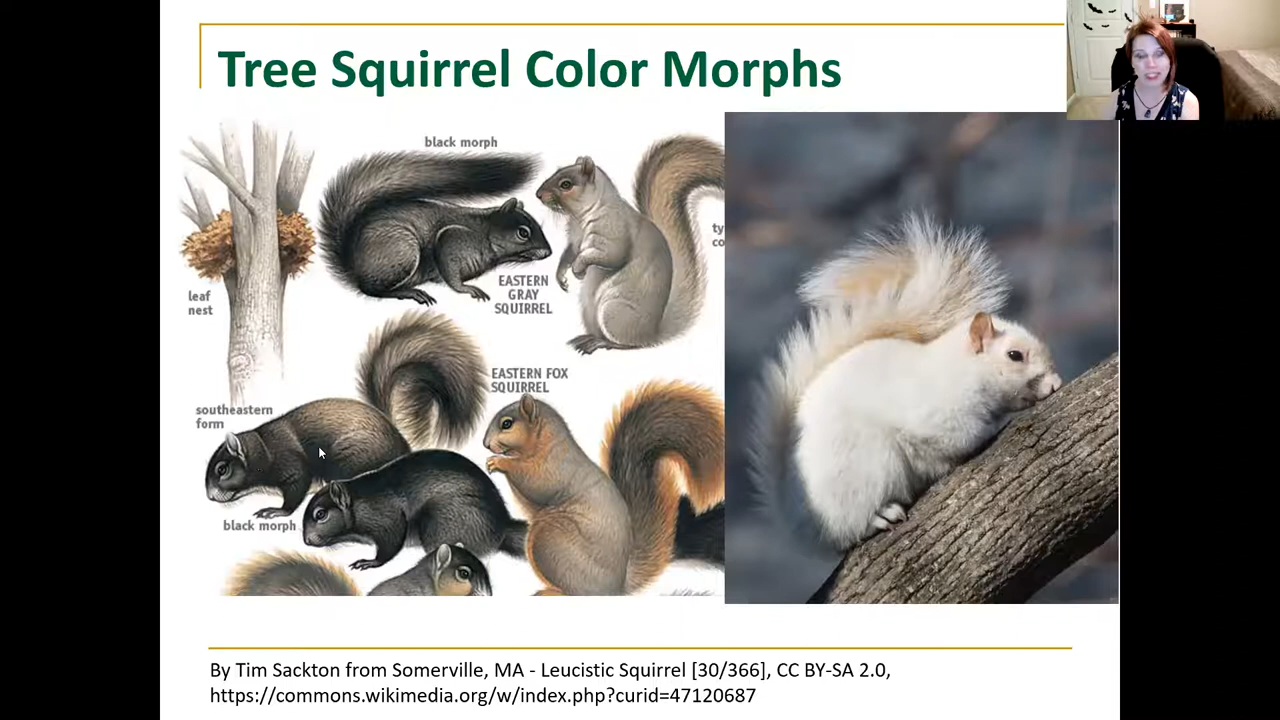 Tree Squirrel Color Morphs
black morph
EASTERN
GRAY
SQUIRREL
leaf
nest
EASTERN FOX
SQUIRREL
southeastern
form
black morph
By Tim Sackton from Somerville, MA - Leucistic Squirrel [30/366], CC BY-SA 2.0,
https://commons.wikimedia.org/w/index.php?curid=47120687